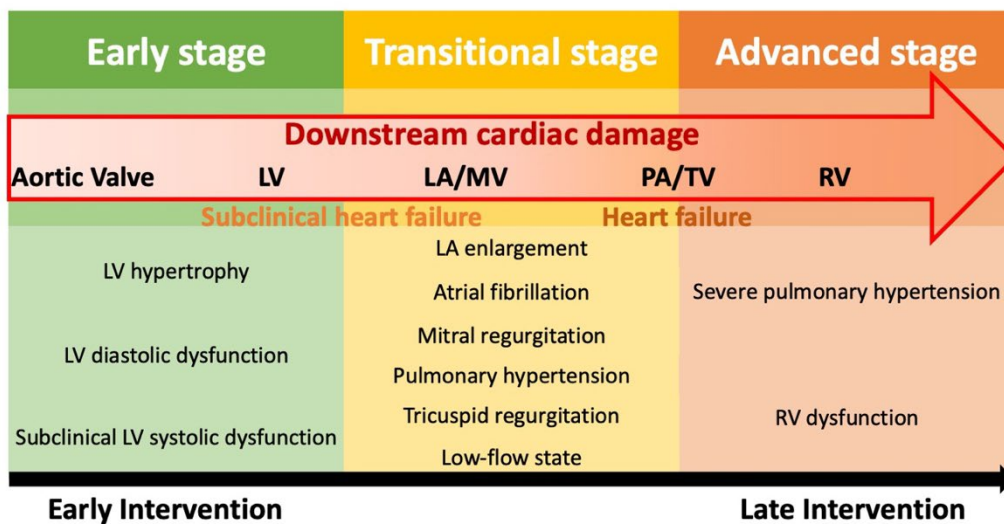 Early stage
Transitional stage
Advanced stage
Downstream cardiac damage
Aortic Valve
LV
LA/MV
PA/TV
RV
Subclinical heart failure
Heart failure
LV hypertrophy
LV diastolic dysfunction
Subclinical LV systolic dysfunction
LA enlargement
Atrial fibrillation
Mitral regurgitation
Pulmonary hypertension
Tricuspid regurgitation
Low-flow state
Severe pulmonary hypertension
RV dysfunction
Early Intervention
Late Intervention